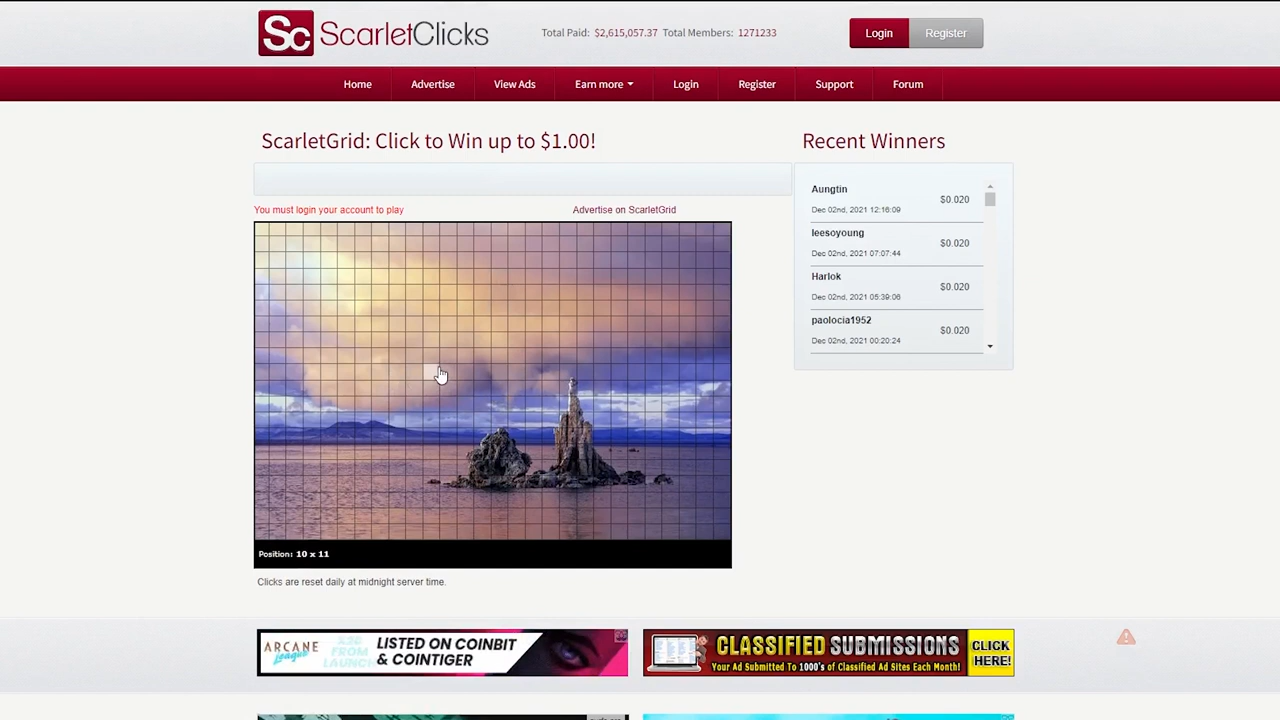 Sc ScarletClicks
Total Paid: $2,615,057.37 Total Members: 1271233
Login
Register
Home
Advertise
View Ads
Earn more
Login
Register
Support
Forum
ScarletGrid: Click to Win up to $1.00!
Recent Winners
You must login your account to play
Advertise on ScarletGrid
Aungtin
$0.020
Dec 02nd, 2021 12:16:09
leesoyoung
$0.020
Dec 02nd, 2021 07:07:44
Harlok
$0.020
Dec 02nd, 2021 05:39:06
paolocia1952
$0.020
Dec 02nd, 2021 00:20:24
Position: 10 x 11
Clicks are reset daily at midnight server time.
ARCANE
League
FROM
LAUNCH
LISTED ON COINBIT
& COINTIGER
CLASSIFIED SUBMISSIONS
Your Ad Submitted To 1000's of Classified Ad Sites Each Month!
CLICK
HERE!